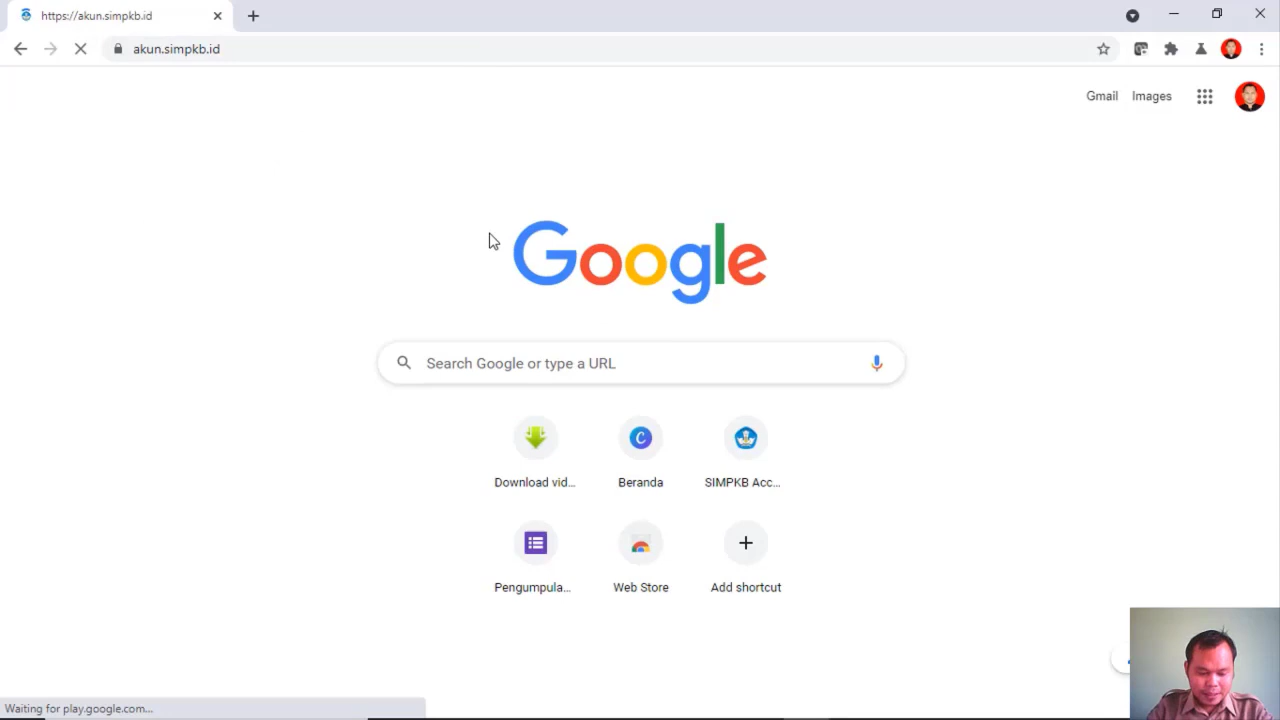 https://akun.simpkb.id
akun.simpkb.id
Gmail Images
Google
Search Google or type a URL
Download vid... Beranda SIMPKB Acc...
Pengumpula... Web Store Add shortcut
Waiting for play.google.com...